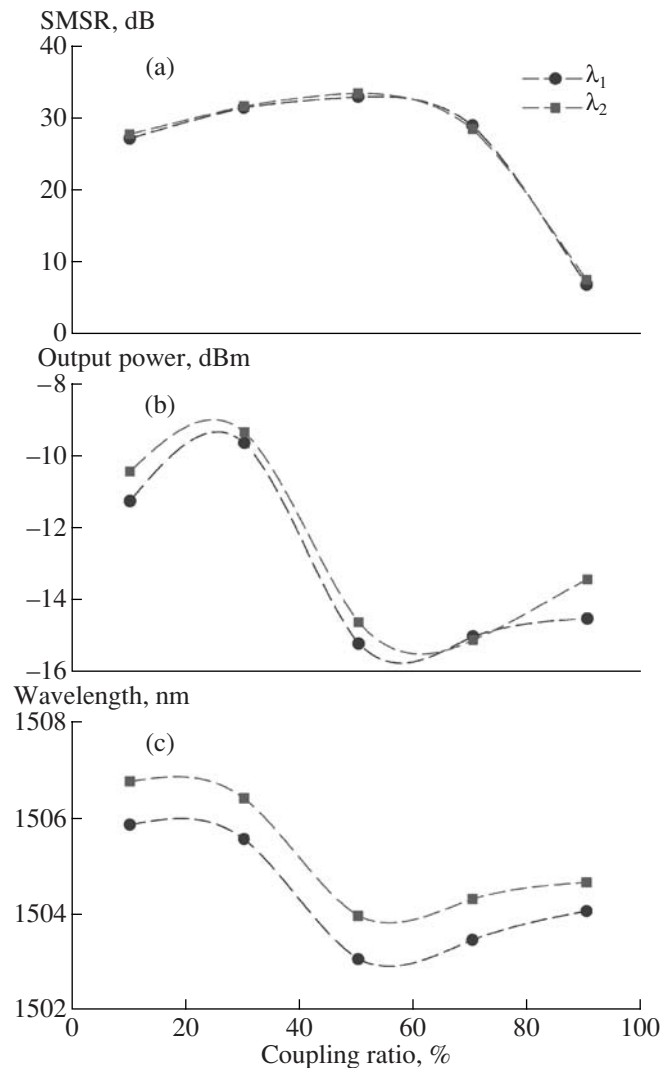 SMSR, dB
40
(a)
λ1
λ2
30
20
10
0
Output power, dBm
–8
(b)
–10
–12
–14
–16
Wavelength, nm
1508
(c)
1506
1504
1502
0 20 40 60 80 100
Coupling ratio, %